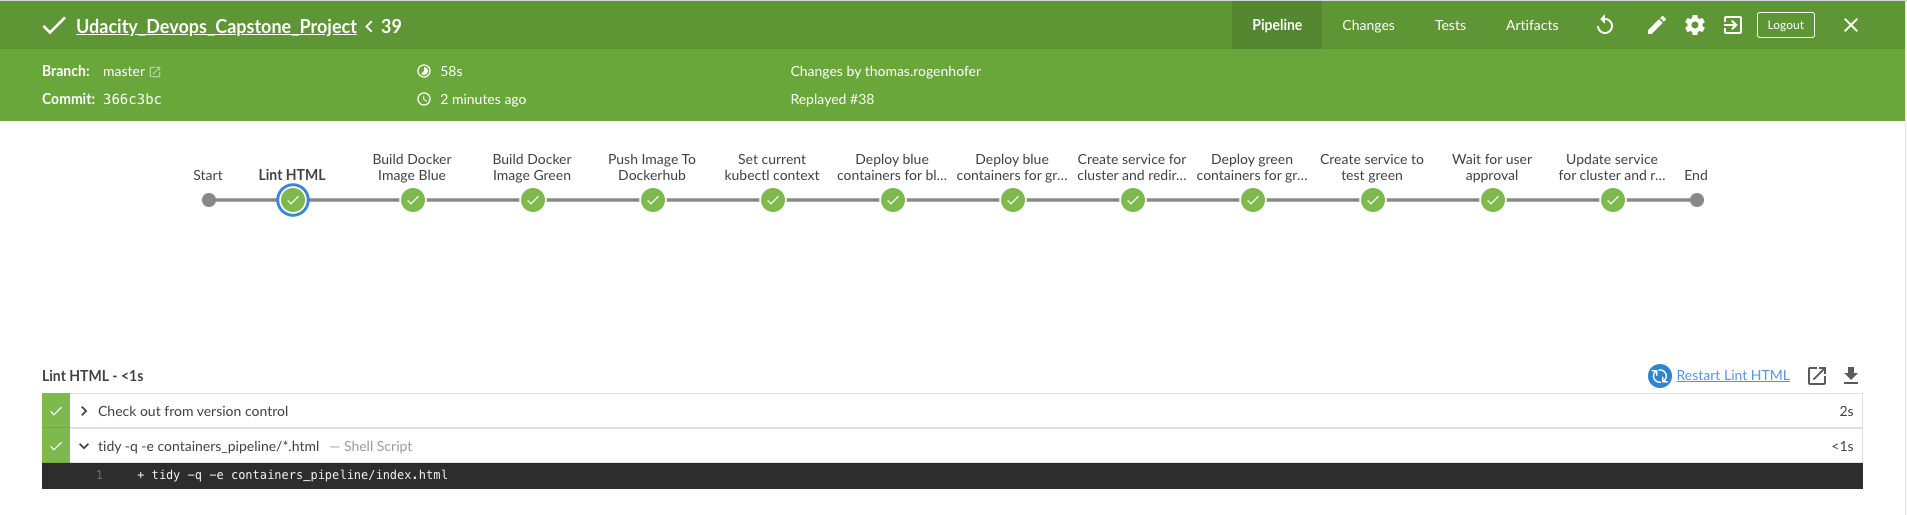 Udacity_Devops_Capstone_Project < 39
Pipeline
Changes
Tests
Artifacts
Logout
Branch: master
58s
Changes by thomas.rogenhofer
Commit: 366c3bc
2 minutes ago
Replayed #38
Start
Lint HTML
Build Docker
Image Blue
Build Docker
Image Green
Push Image To
Dockerhub
Set current
kubectl context
Deploy blue
containers for bl...
Deploy blue
containers for gr...
Create service for
cluster and redir...
Deploy green
containers for gr...
Create service to
test green
Wait for user
approval
Update service
for cluster and r...
End
Lint HTML - <1s
Restart Lint HTML
Check out from version control
2s
tidy -q -e containers_pipeline/*.html — Shell Script
<1s
1 + tidy -q -e containers_pipeline/index.html